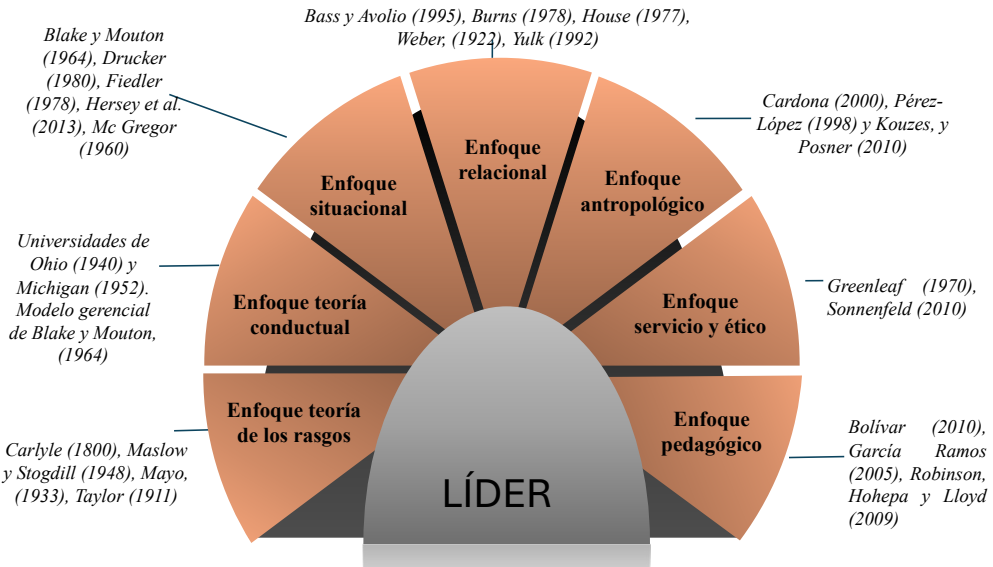 Bass y Avolio (1995), Burns (1978), House (1977),
Weber, (1922), Yulk (1992)
Blake y Mouton
(1964), Drucker
(1980), Fiedler
(1978), Hersey et al.
(2013), Mc Gregor
(1960)
Cardona (2000), Pérez-
López (1998) y Kouzes, y
Posner (2010)
Enfoque
relacional
Enfoque
situacional
Enfoque
antropológico
Universidades de
Ohio (1940) y
Michigan (1952).
Modelo gerencial
de Blake y Mouton,
(1964)
Enfoque teoría
conductual
Enfoque
servicio y ético
Greenleaf (1970),
Sonnenfeld (2010)
Enfoque teoría
de los rasgos
Enfoque
pedagógico
Carlyle (1800), Maslow
y Stogdill (1948), Mayo,
(1933), Taylor (1911)
Bolívar (2010),
García Ramos
(2005), Robinson,
Hohepa y Lloyd
(2009)
LÍDER